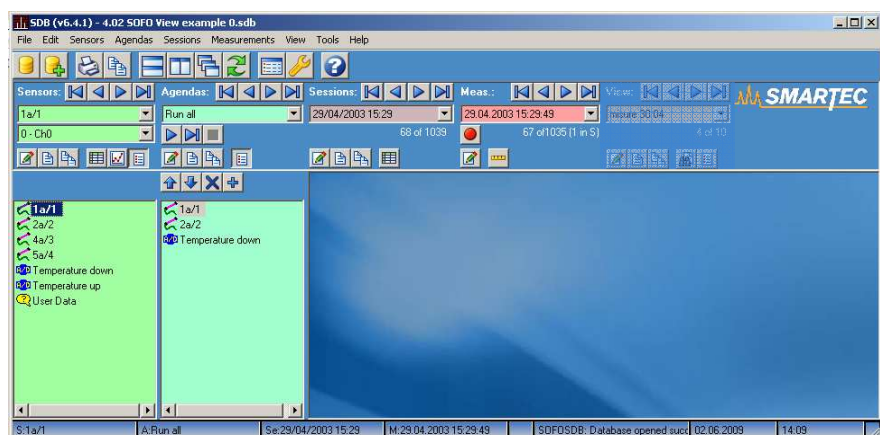 SDB (v6.4.1) - 4.02 SOFO View example 0.sdb
File Edit Sensors Agendas Sessions Measurements View Tools Help
Sensors: Agendas: Sessions: Meas.: View:
SMARTEC
1a/1 Run all 29/04/2003 15:29 29.04.2003 15:29:49
0 - Ch0 68 of 1039 67 of1035 (1 in S) 4 of 10
1a/1 1a/1
2a/2 2a/2
4a/3 Temperature down
5a/4
Temperature down
Temperature up
User Data
S:1a/1 A:Run all Se:29/04/2003 15:29 M:29.04.2003 15:29:49 SOFOSDB: Database opened succ 02.06.2009 14:09